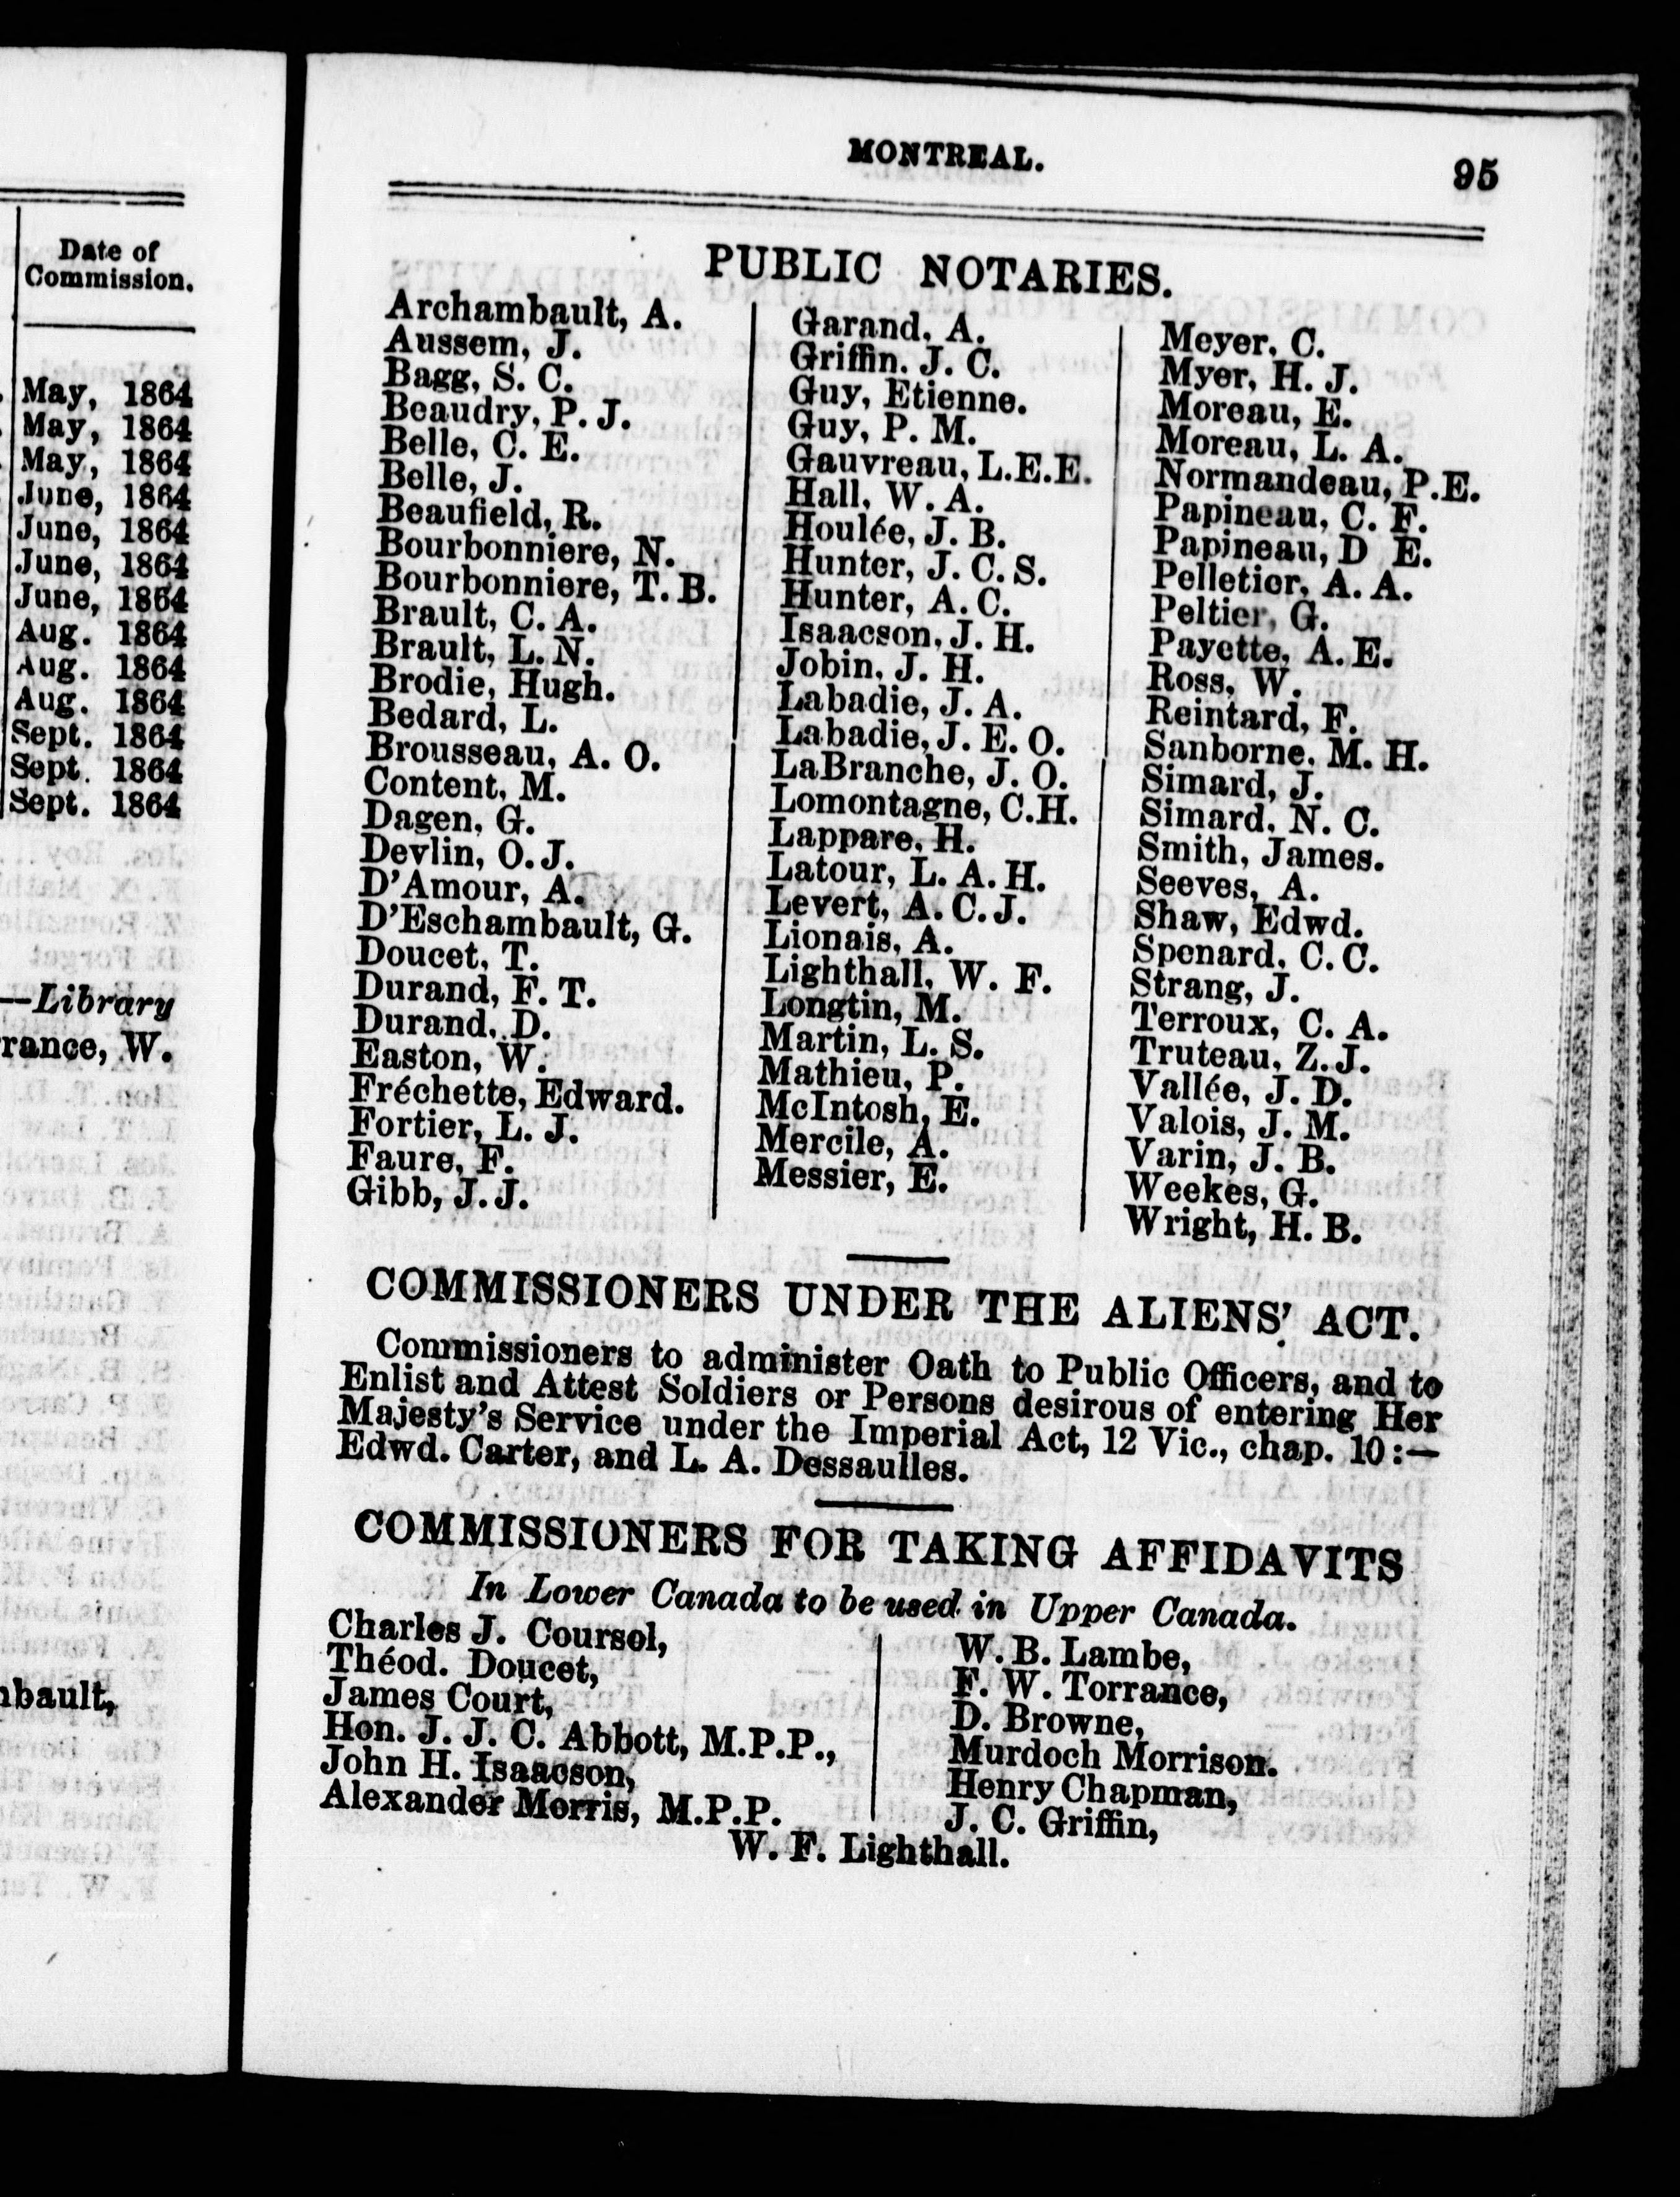 Date of
Commission.
May, 1864
May, 1864
May, 1864
June, 1864
June, 1864
June, 1864
June, 1864
Aug. 1864
Aug. 1864
Aug. 1864
Sept. 1864
Sept. 1864
Sept. 1864
—Library
rance, W.
bault,
MONTREAL.
95
PUBLIC NOTARIES.
Archambault, A.
Aussem, J.
Bagg, S. C.
Beaudry, P. J.
Belle, C. E.
Belle, J.
Beaufield, R.
Bourbonniere, N.
Bourbonniere, T. B.
Brault, C. A.
Brault, L. N.
Brodie, Hugh.
Bedard, L.
Brousseau, A. O.
Content, M.
Dagen, G.
Devlin, O. J.
D'Amour, A.
D'Eschambault, G.
Doucet, T.
Durand, F. T.
Durand, D.
Easton, W.
Fréchette, Edward.
Fortier, L. J.
Faure, F.
Gibb, J. J.
Garand, A.
Griffin. J. C.
Guy, Etienne.
Guy, P. M.
Gauvreau, L.E.E.
Hall, W. A.
Houlée, J. B.
Hunter, J. C. S.
Hunter, A. C.
Isaacson, J. H.
Jobin, J. H.
Labadie, J. A.
Labadie, J. E. O.
LaBranche, J. O.
Lomontagne, C.H.
Lappare, H.
Latour, L. A. H.
Levert, A. C. J.
Lionais, A.
Lighthall, W. F.
Longtin, M.
Martin, L. S.
Mathieu, P.
McIntosh, E.
Mercile, A.
Messier, E.
Meyer, C.
Myer, H. J.
Moreau, E.
Moreau, L. A.
Normandeau, P.E.
Papineau, C. F.
Papineau, D E.
Pelletier, A. A.
Peltier, G.
Payette, A. E.
Ross, W.
Reintard, F.
Sanborne, M. H.
Simard, J.
Simard, N. C.
Smith, James.
Seeves, A.
Shaw, Edwd.
Spenard, C. C.
Strang, J.
Terroux, C. A.
Truteau, Z. J.
Vallée, J. D.
Valois, J. M.
Varin, J. B.
Weekes, G.
Wright, H. B.
COMMISSIONERS UNDER THE ALIENS' ACT.
Commissioners to administer Oath to Public Officers, and to
Enlist and Attest Soldiers or Persons desirous of entering Her
Majesty's Service under the Imperial Act, 12 Vic., chap. 10:—
Edwd. Carter, and L. A. Dessaulles.
COMMISSIONERS FOR TAKING AFFIDAVITS
In Lower Canada to be used in Upper Canada.
Charles J. Coursol,
Théod. Doucet,
James Court,
Hon. J. J. C. Abbott, M.P.P.,
John H. Isaacson,
Alexander Morris, M.P.P.
W. B. Lambe,
F. W. Torrance,
D. Browne,
Murdoch Morrison.
Henry Chapman,
J. C. Griffin,
W. F. Lighthall.